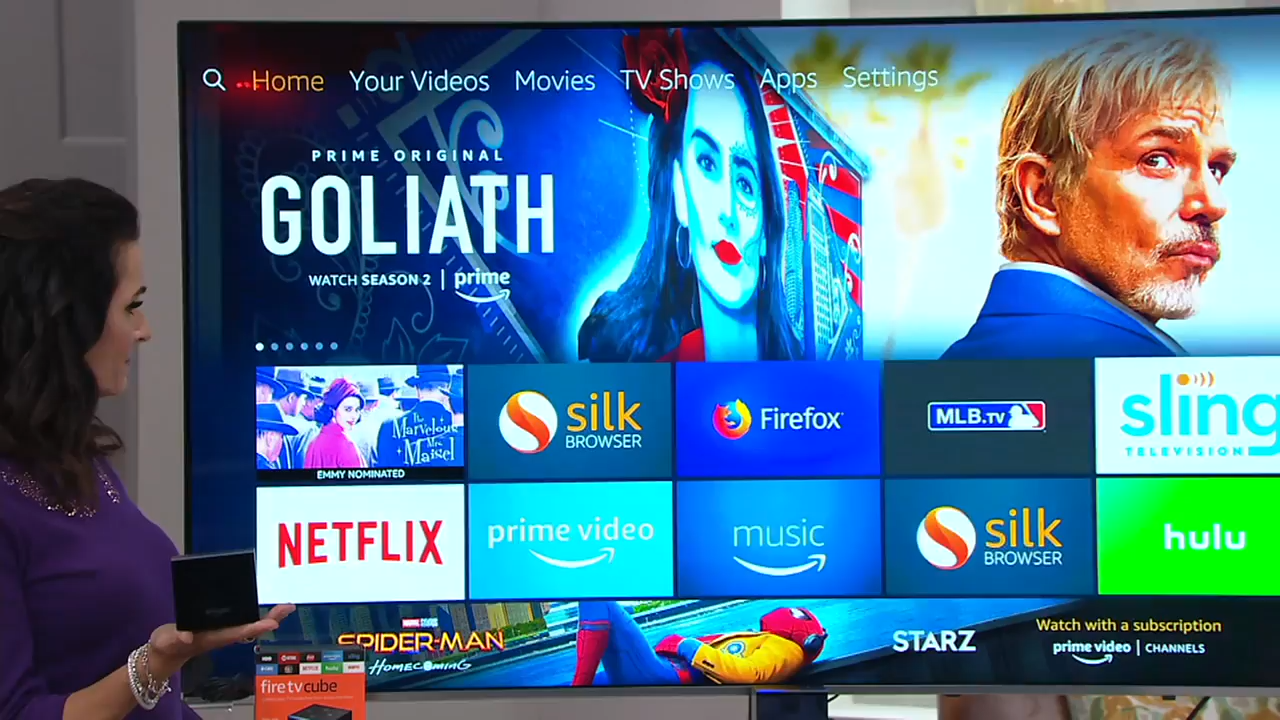 Home Your Videos Movies TV Shows Apps Settings
PRIME ORIGINAL
GOLIATH
WATCH SEASON 2 | prime
The Marvelous Mrs. Maisel
EMMY NOMINATED
silk
BROWSER
Firefox
MLB.TV
sling
TELEVISION
NETFLIX
prime video
music
silk
BROWSER
hulu
SPIDER-MAN
HOMECOMING
STARZ
Watch with a subscription
prime video | CHANNELS
fire tv cube